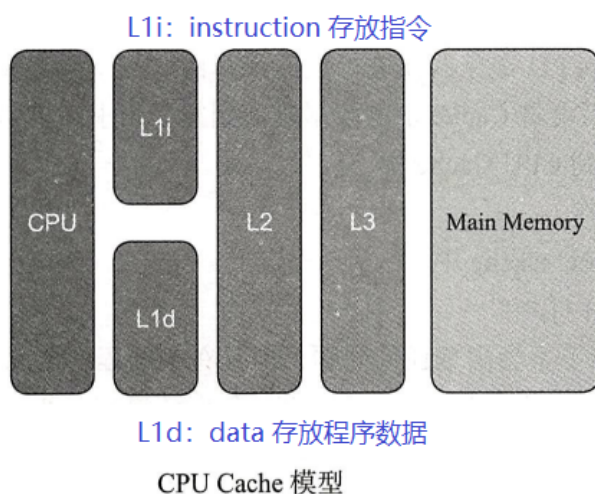 L1i：instruction 存放指令
L1i
CPU
L2
L3
Main Memory
L1d
L1d：data 存放程序数据
CPU Cache 模型